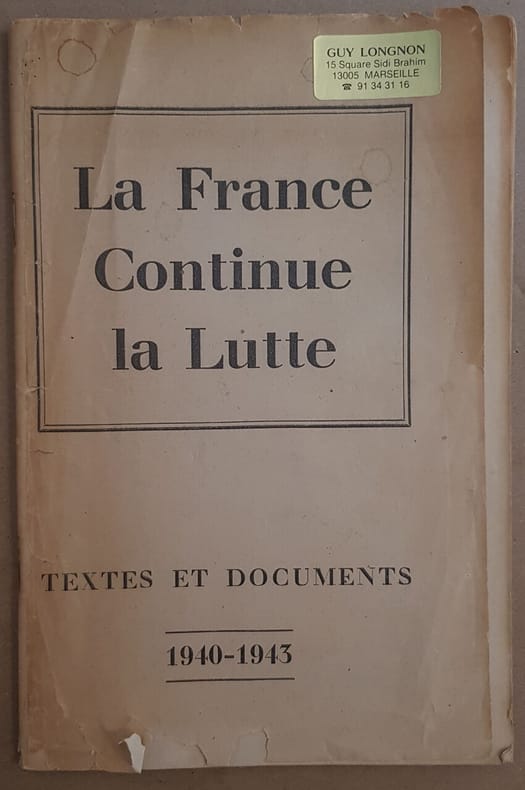 GUY LONGNON
15 Square Sidi Brahim
13005 MARSEILLE
☎ 91 34 31 16
La France
Continue
la Lutte
TEXTES ET DOCUMENTS
1940-1943